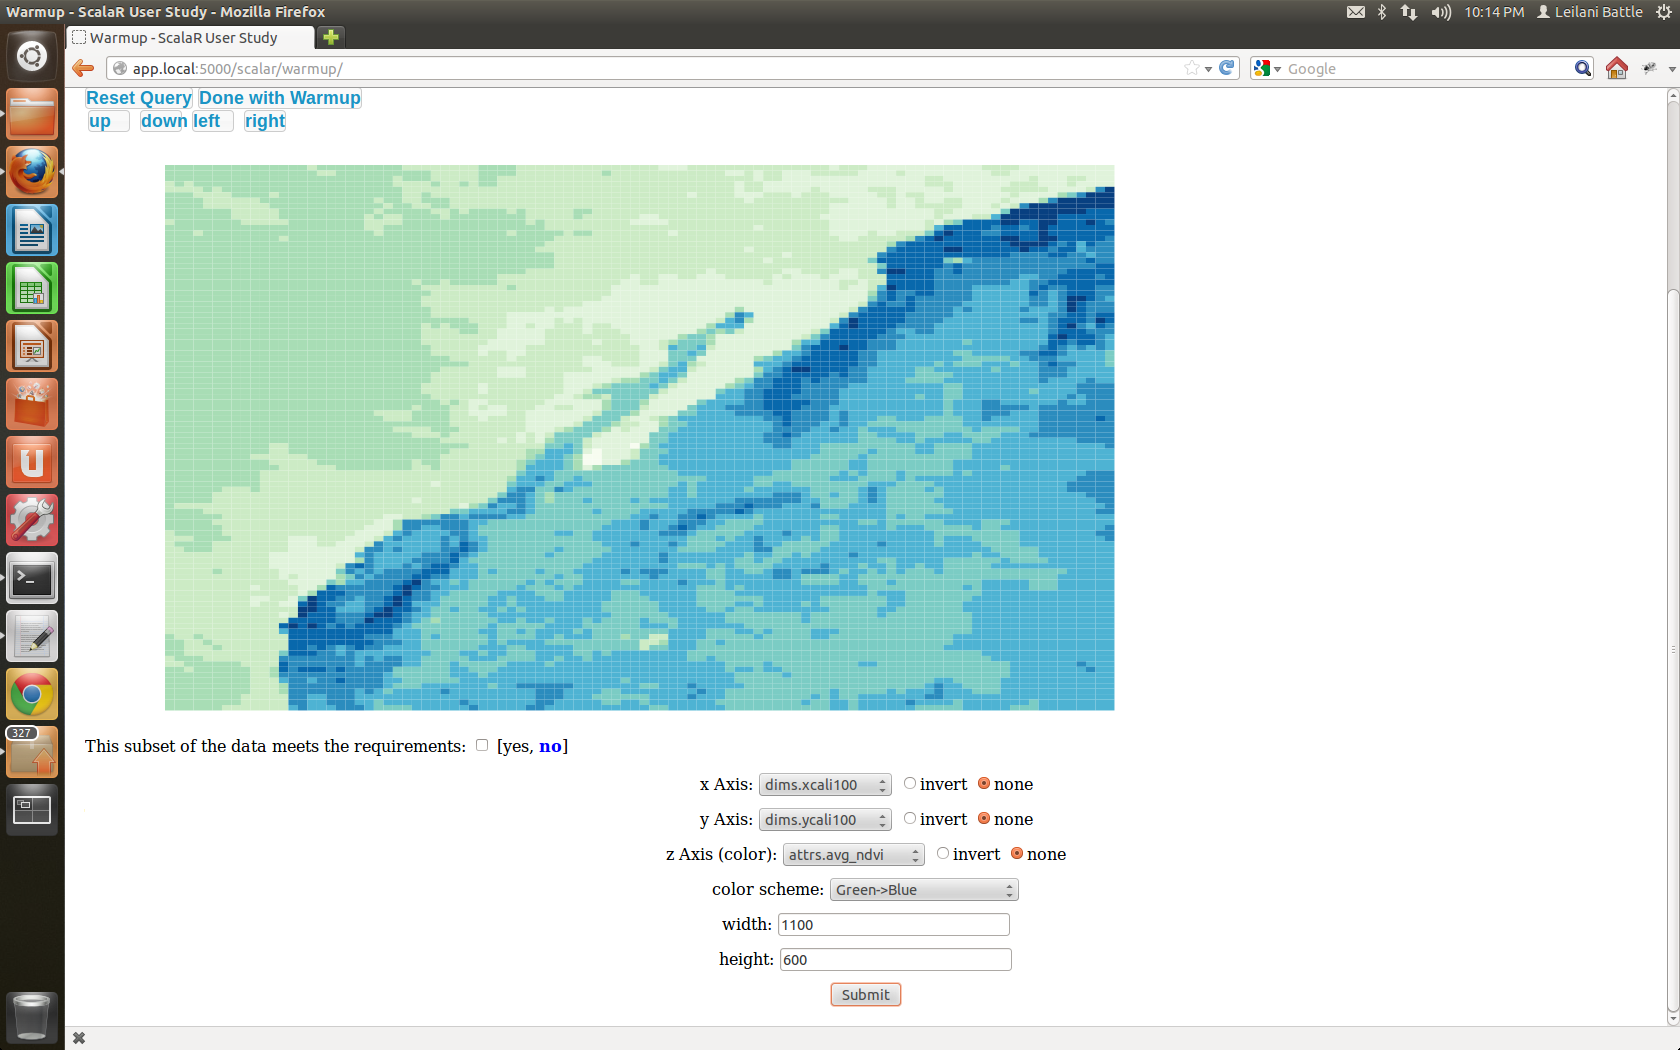 Warmup - ScalaR User Study - Mozilla Firefox
10:14 PM Leilani Battle
Warmup - ScalaR User Study
app.local:5000/scalar/warmup/
Google
Reset Query Done with Warmup
up down left right
This subset of the data meets the requirements: [yes, no]
x Axis: dims.xcali100 invert none
y Axis: dims.ycali100 invert none
z Axis (color): attrs.avg_ndvi invert none
color scheme: Green->Blue
width: 1100
height: 600
Submit
327